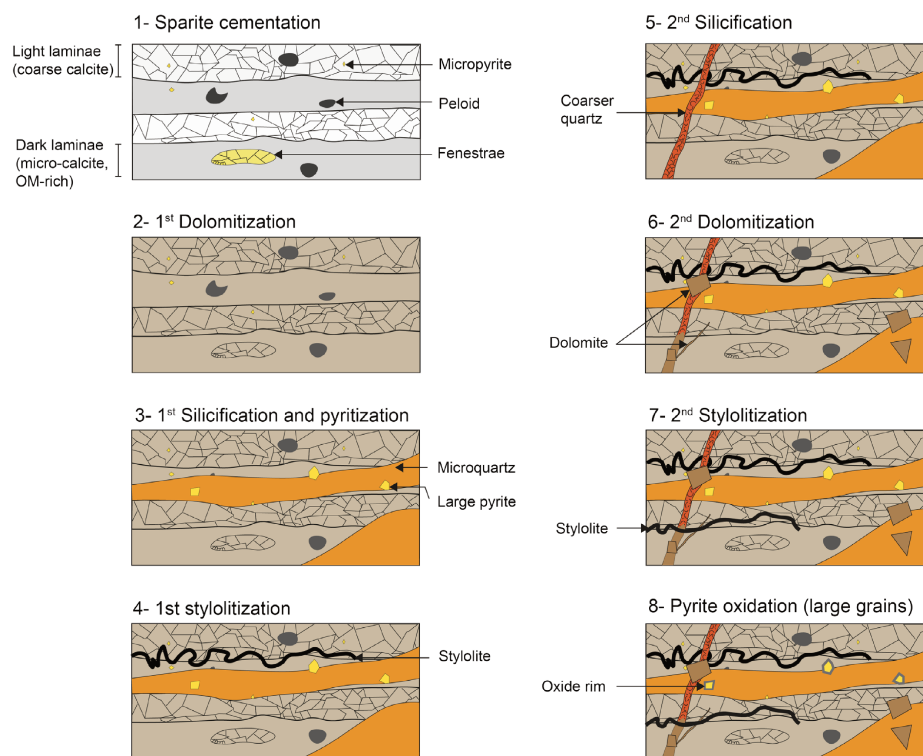 1- Sparite cementation
Light laminae
(coarse calcite)
Micropyrite
Peloid
Dark laminae
(micro-calcite,
OM-rich)
Fenestrae
2- 1st Dolomitization
3- 1st Silicification and pyritization
Microquartz
Large pyrite
4- 1st stylolitization
Stylolite
5- 2nd Silicification
Coarser
quartz
6- 2nd Dolomitization
Dolomite
7- 2nd Stylolitization
Stylolite
8- Pyrite oxidation (large grains)
Oxide rim